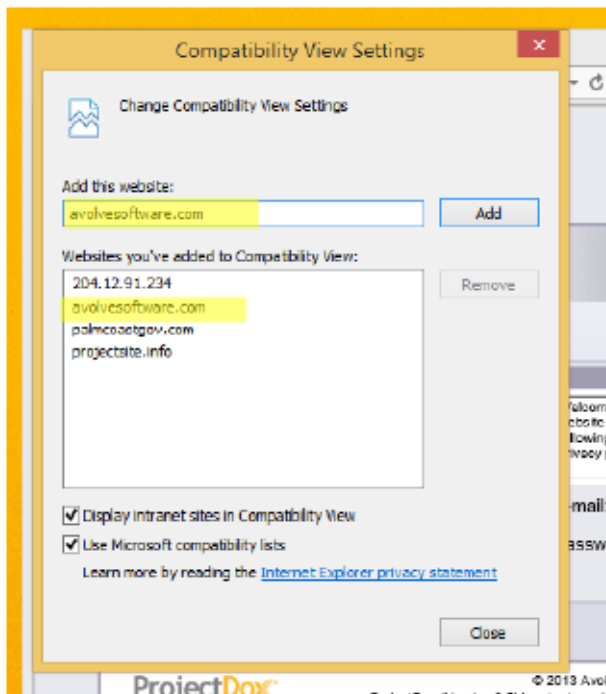 Compatibility View Settings
Change Compatibility View Settings
Add this website:
avolvesoftware.com
Add
Websites you've added to Compatibility View:
204.12.91.234
Remove
avolvesoftware.com
palmcoastgov.com
projectsite.info
Display intranet sites in Compatibility View
Use Microsoft compatibility lists
Learn more by reading the Internet Explorer privacy statement
Close
ProjectDox
© 2013